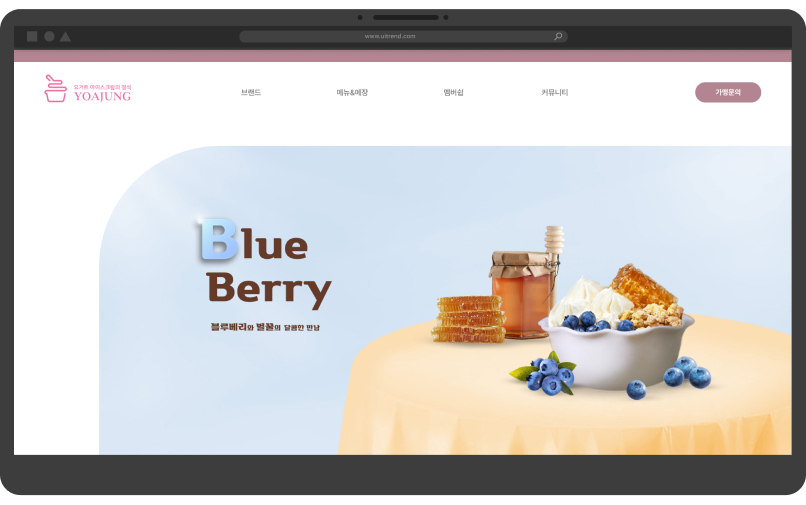 www.uitrend.com
요거트 아이스크림의 정석
YOAJUNG
브랜드
메뉴&매장
멤버쉽
커뮤니티
가맹문의
Blue
Berry
블루베리와 벌꿀의 달콤한 만남